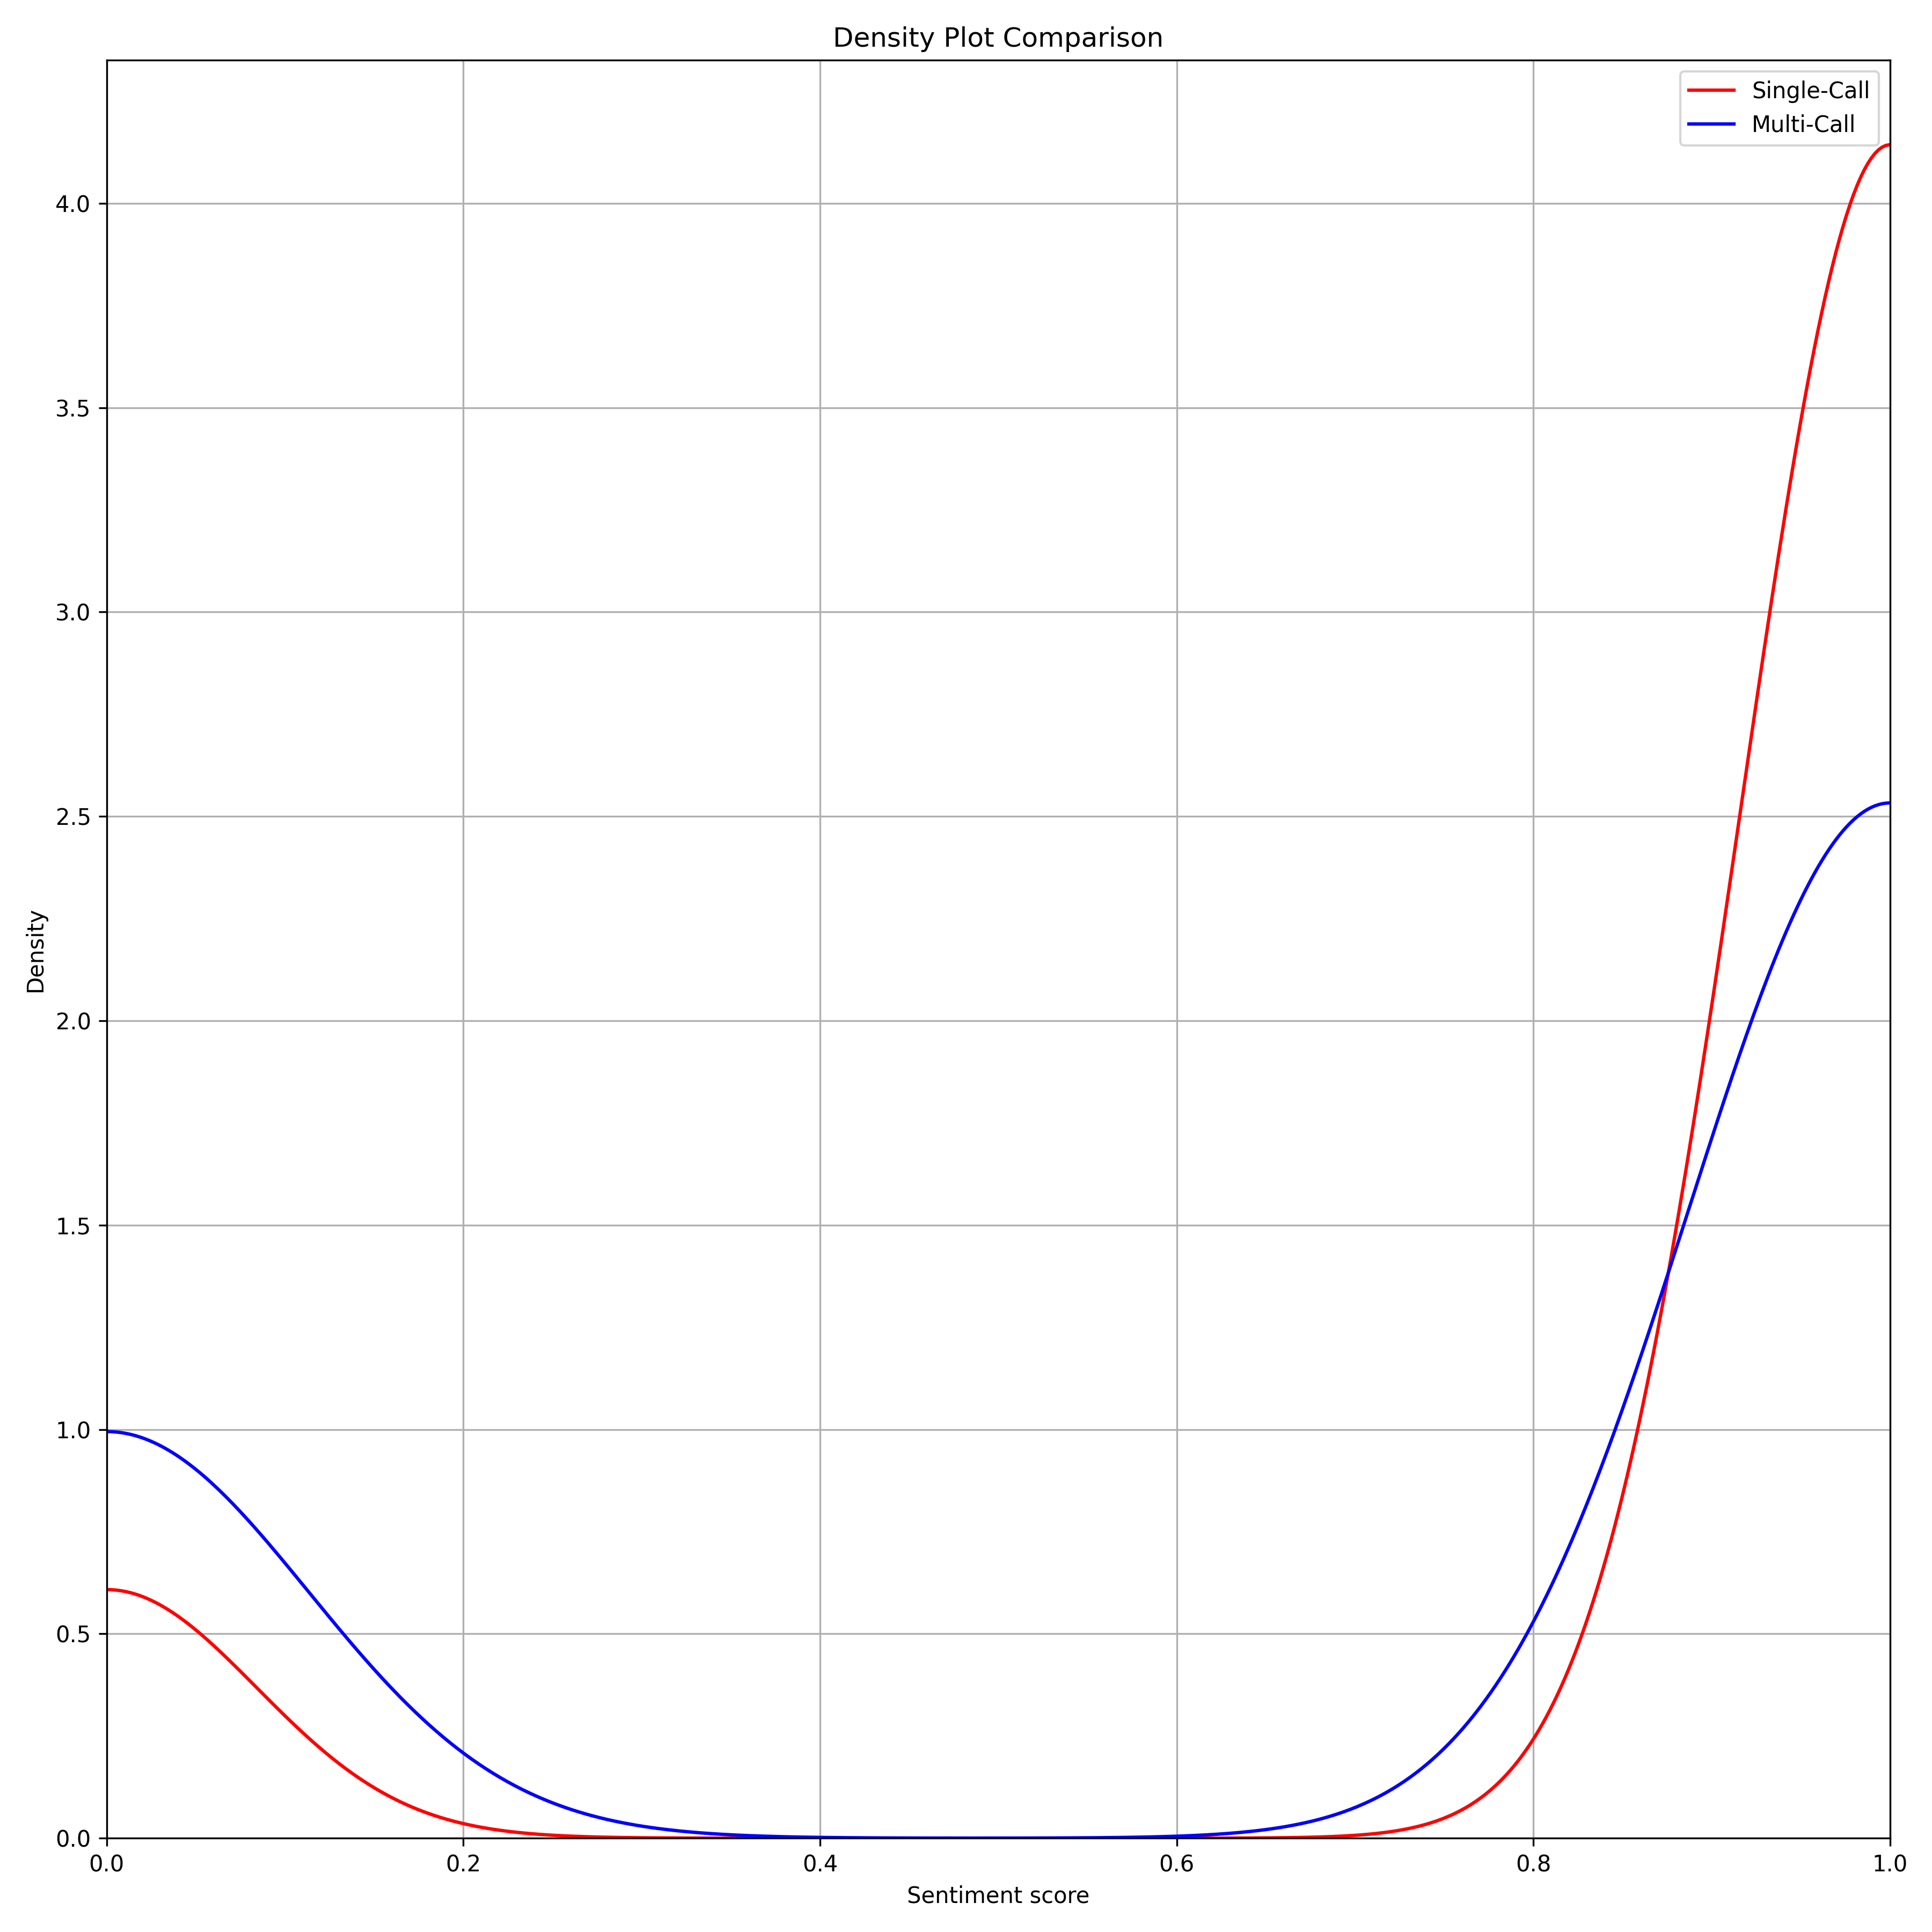 Density Plot Comparison
Single-Call
Multi-Call
4.0
3.5
3.0
2.5
2.0
1.5
1.0
0.5
0.0
Density
0.0 0.2 0.4 0.6 0.8 1.0
Sentiment score